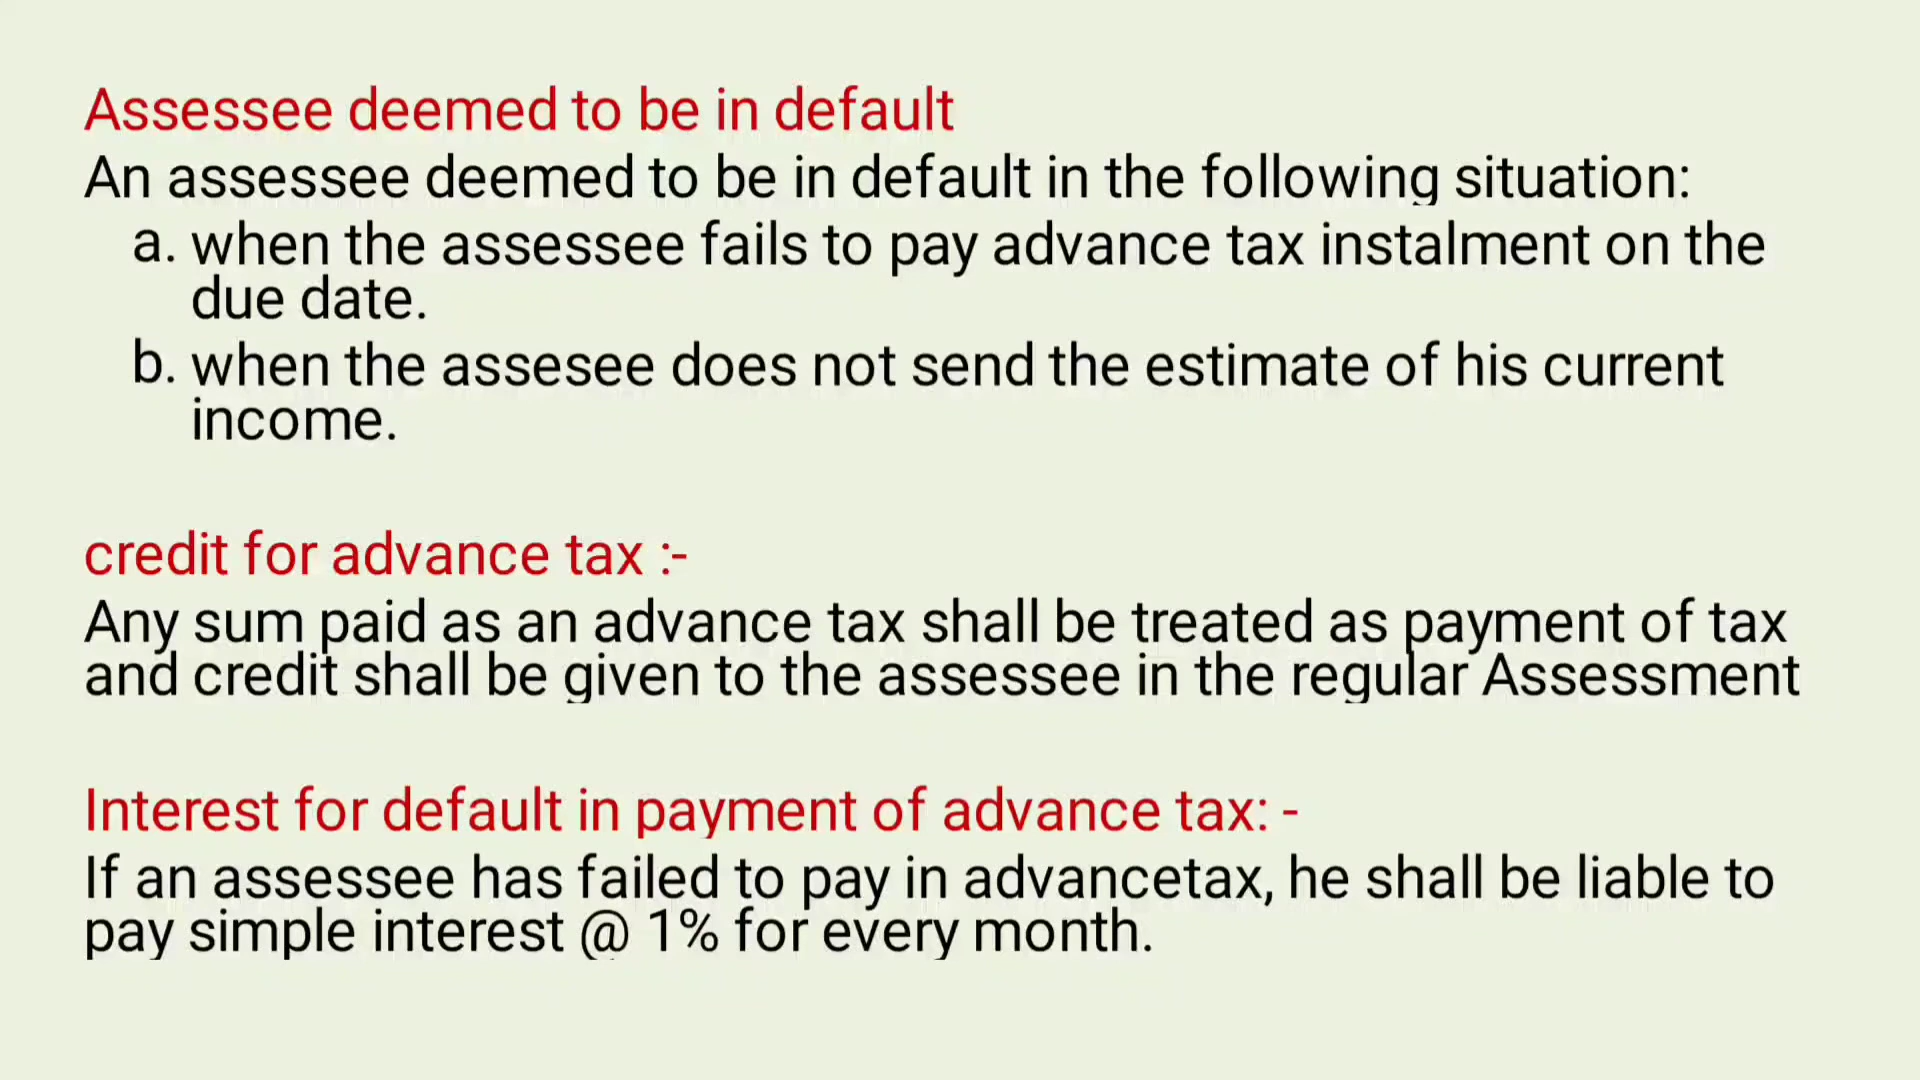 Assessee deemed to be in default
An assessee deemed to be in default in the following situation:
a. when the assessee fails to pay advance tax instalment on the
due date.
b. when the assesee does not send the estimate of his current
income.
credit for advance tax :-
Any sum paid as an advance tax shall be treated as payment of tax
and credit shall be given to the assessee in the regular Assessment
Interest for default in payment of advance tax: -
If an assessee has failed to pay in advancetax, he shall be liable to
pay simple interest @ 1% for every month.